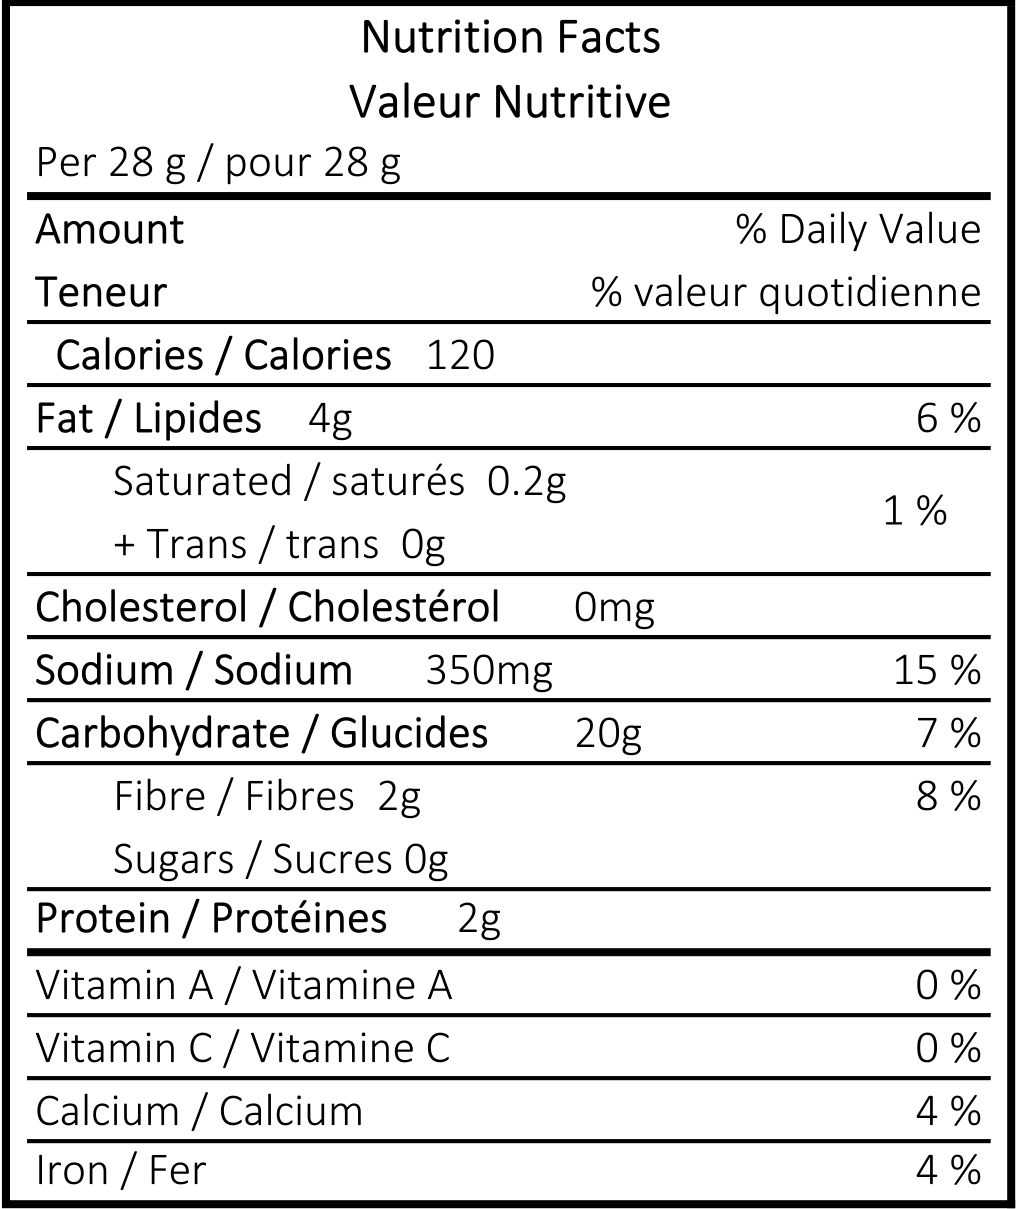 Nutrition Facts
Valeur Nutritive
Per 28 g / pour 28 g
Amount % Daily Value
Teneur % valeur quotidienne
Calories / Calories 120
Fat / Lipides 4g 6 %
Saturated / saturés 0.2g
1 %
+ Trans / trans 0g
Cholesterol / Cholestérol 0mg
Sodium / Sodium 350mg 15 %
Carbohydrate / Glucides 20g 7 %
Fibre / Fibres 2g 8 %
Sugars / Sucres 0g
Protein / Protéines 2g
Vitamin A / Vitamine A 0 %
Vitamin C / Vitamine C 0 %
Calcium / Calcium 4 %
Iron / Fer 4 %